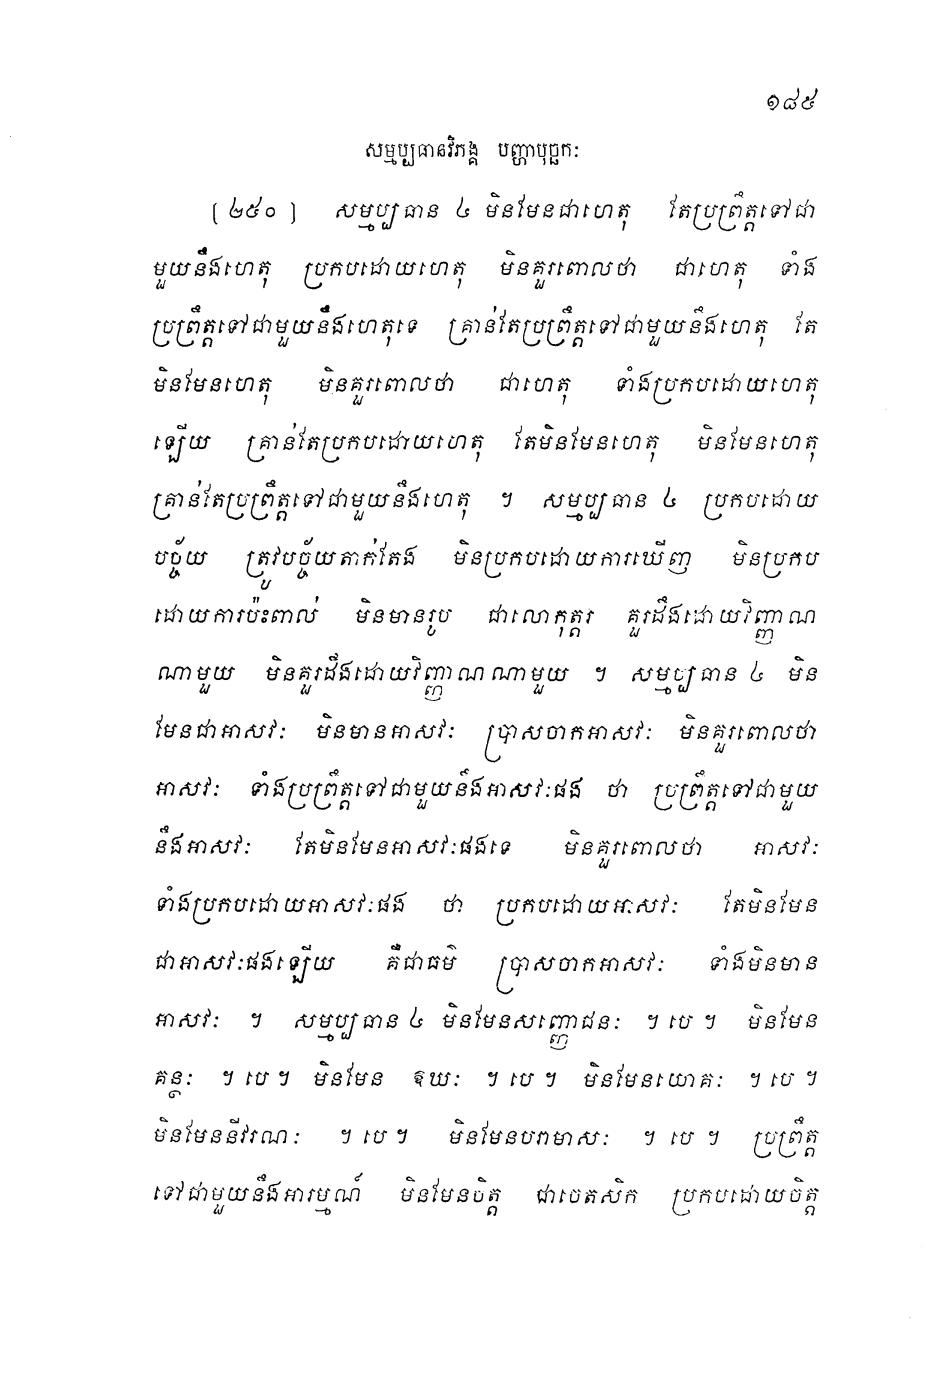 ១៨៥
សម្មប្បធានវិភង្គ បញ្ហាបុច្ឆកៈ
[ ២៥០ ] សម្មប្បធាន ៤ មិនមែនជាហេតុ តែប្រព្រឹត្តទៅជា
មួយនឹងហេតុ ប្រកបដោយហេតុ មិនគួរពោលថា ជាហេតុ ទាំង
ប្រព្រឹត្តទៅជាមួយនឹងហេតុទេ គ្រាន់តែប្រព្រឹត្តទៅជាមួយនឹងហេតុ តែ
មិនមែនហេតុ មិនគួរពោលថា ជាហេតុ ទាំងប្រកបដោយហេតុ
ឡើយ គ្រាន់តែប្រកបដោយហេតុ តែមិនមែនហេតុ មិនមែនហេតុ
គ្រាន់តែប្រព្រឹត្តទៅជាមួយនឹងហេតុ ។ សម្មប្បធាន ៤ ប្រកបដោយ
បច្ច័យ ត្រូវបច្ច័យតាក់តែង មិនប្រកបដោយការឃើញ មិនប្រកប
ដោយការប៉ះពាល់ មិនមានរូប ជាលោកុត្តរ គួរដឹងដោយវិញ្ញាណ
ណាមួយ មិនគួរដឹងដោយវិញ្ញាណណាមួយ ។ សម្មប្បធាន ៤ មិន
មែនជាអាសវៈ មិនមានអាសវៈ ប្រាសចាកអាសវៈ មិនគួរពោលថា
អាសវៈ ទាំងប្រព្រឹត្តទៅជាមួយនឹងអាសវៈផង ថា ប្រព្រឹត្តទៅជាមួយ
នឹងអាសវៈ តែមិនមែនអាសវៈផងទេ មិនគួរពោលថា អាសវៈ
ទាំងប្រកបដោយអាសវៈផង ថា ប្រកបដោយអាសវៈ តែមិនមែន
ជាអាសវៈផងឡើយ គឺជាធម៌ ប្រាសចាកអាសវៈ ទាំងមិនមាន
អាសវៈ ។ សម្មប្បធាន ៤ មិនមែនសញ្ញោជនៈ ។ បេ ។ មិនមែន
គន្ថៈ ។ បេ ។ មិនមែន ឱឃៈ ។ បេ ។ មិនមែនយោគៈ ។ បេ ។
មិនមែននីវរណៈ ។ បេ ។ មិនមែនបរាមាសៈ ។ បេ ។ ប្រព្រឹត្ត
ទៅជាមួយនឹងអារម្មណ៍ មិនមែនចិត្ត ជាចេតសិក ប្រកបដោយចិត្ត